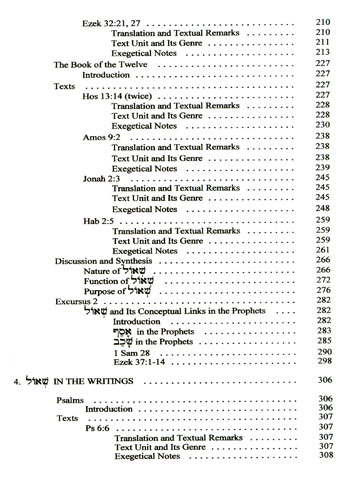 Ezek 32:21, 27 . . . . . . . . . . . . . . . . . . . . . . . . . 210
Translation and Textual Remarks . . . . . . . . . 210
Text Unit and Its Genre . . . . . . . . . . . . . . . . 211
Exegetical Notes . . . . . . . . . . . . . . . . . . . . 213
The Book of the Twelve . . . . . . . . . . . . . . . . . . . . . 227
Introduction . . . . . . . . . . . . . . . . . . . . . . . . . . 227
Texts . . . . . . . . . . . . . . . . . . . . . . . . . . . . . . . . . . . 227
Hos 13:14 (twice) . . . . . . . . . . . . . . . . . . . . . . 227
Translation and Textual Remarks . . . . . . . . . 228
Text Unit and Its Genre . . . . . . . . . . . . . . . . 228
Exegetical Notes . . . . . . . . . . . . . . . . . . . . 230
Amos 9:2 . . . . . . . . . . . . . . . . . . . . . . . . . . . . . 238
Translation and Textual Remarks . . . . . . . . . 238
Text Unit and Its Genre . . . . . . . . . . . . . . . . 238
Exegetical Notes . . . . . . . . . . . . . . . . . . . . 239
Jonah 2:3 . . . . . . . . . . . . . . . . . . . . . . . . . . . . 245
Translation and Textual Remarks . . . . . . . . . 245
Text Unit and Its Genre . . . . . . . . . . . . . . . . 245
Exegetical Notes . . . . . . . . . . . . . . . . . . . . 248
Hab 2:5 . . . . . . . . . . . . . . . . . . . . . . . . . . . . . . 259
Translation and Textual Remarks . . . . . . . . . 259
Text Unit and Its Genre . . . . . . . . . . . . . . . . 259
Exegetical Notes . . . . . . . . . . . . . . . . . . . . 261
Discussion and Synthesis . . . . . . . . . . . . . . . . . . . . 266
Nature of שְׁאוֹל . . . . . . . . . . . . . . . . . . . . . . . . . 266
Function of שְׁאוֹל . . . . . . . . . . . . . . . . . . . . . . . 272
Purpose of שְׁאוֹל . . . . . . . . . . . . . . . . . . . . . . . . 276
Excursus 2 . . . . . . . . . . . . . . . . . . . . . . . . . . . . . . 282
שְׁאוֹל and Its Conceptual Links in the Prophets . . . . 282
Introduction . . . . . . . . . . . . . . . . . . . . . . . 282
אָסַף in the Prophets . . . . . . . . . . . . . . . . . 283
שָׁכַב in the Prophets . . . . . . . . . . . . . . . . . . 285
1 Sam 28 . . . . . . . . . . . . . . . . . . . . . . . . . . 290
Ezek 37:1-14 . . . . . . . . . . . . . . . . . . . . . . . 298
4. שְׁאוֹל IN THE WRITINGS . . . . . . . . . . . . . . . . . . . . . . . 306
Psalms . . . . . . . . . . . . . . . . . . . . . . . . . . . . . . . . . 306
Introduction . . . . . . . . . . . . . . . . . . . . . . . . . . 306
Texts . . . . . . . . . . . . . . . . . . . . . . . . . . . . . . . . . . 307
Ps 6:6 . . . . . . . . . . . . . . . . . . . . . . . . . . . . . . . 307
Translation and Textual Remarks . . . . . . . . . 307
Text Unit and Its Genre . . . . . . . . . . . . . . . . 307
Exegetical Notes . . . . . . . . . . . . . . . . . . . . 308